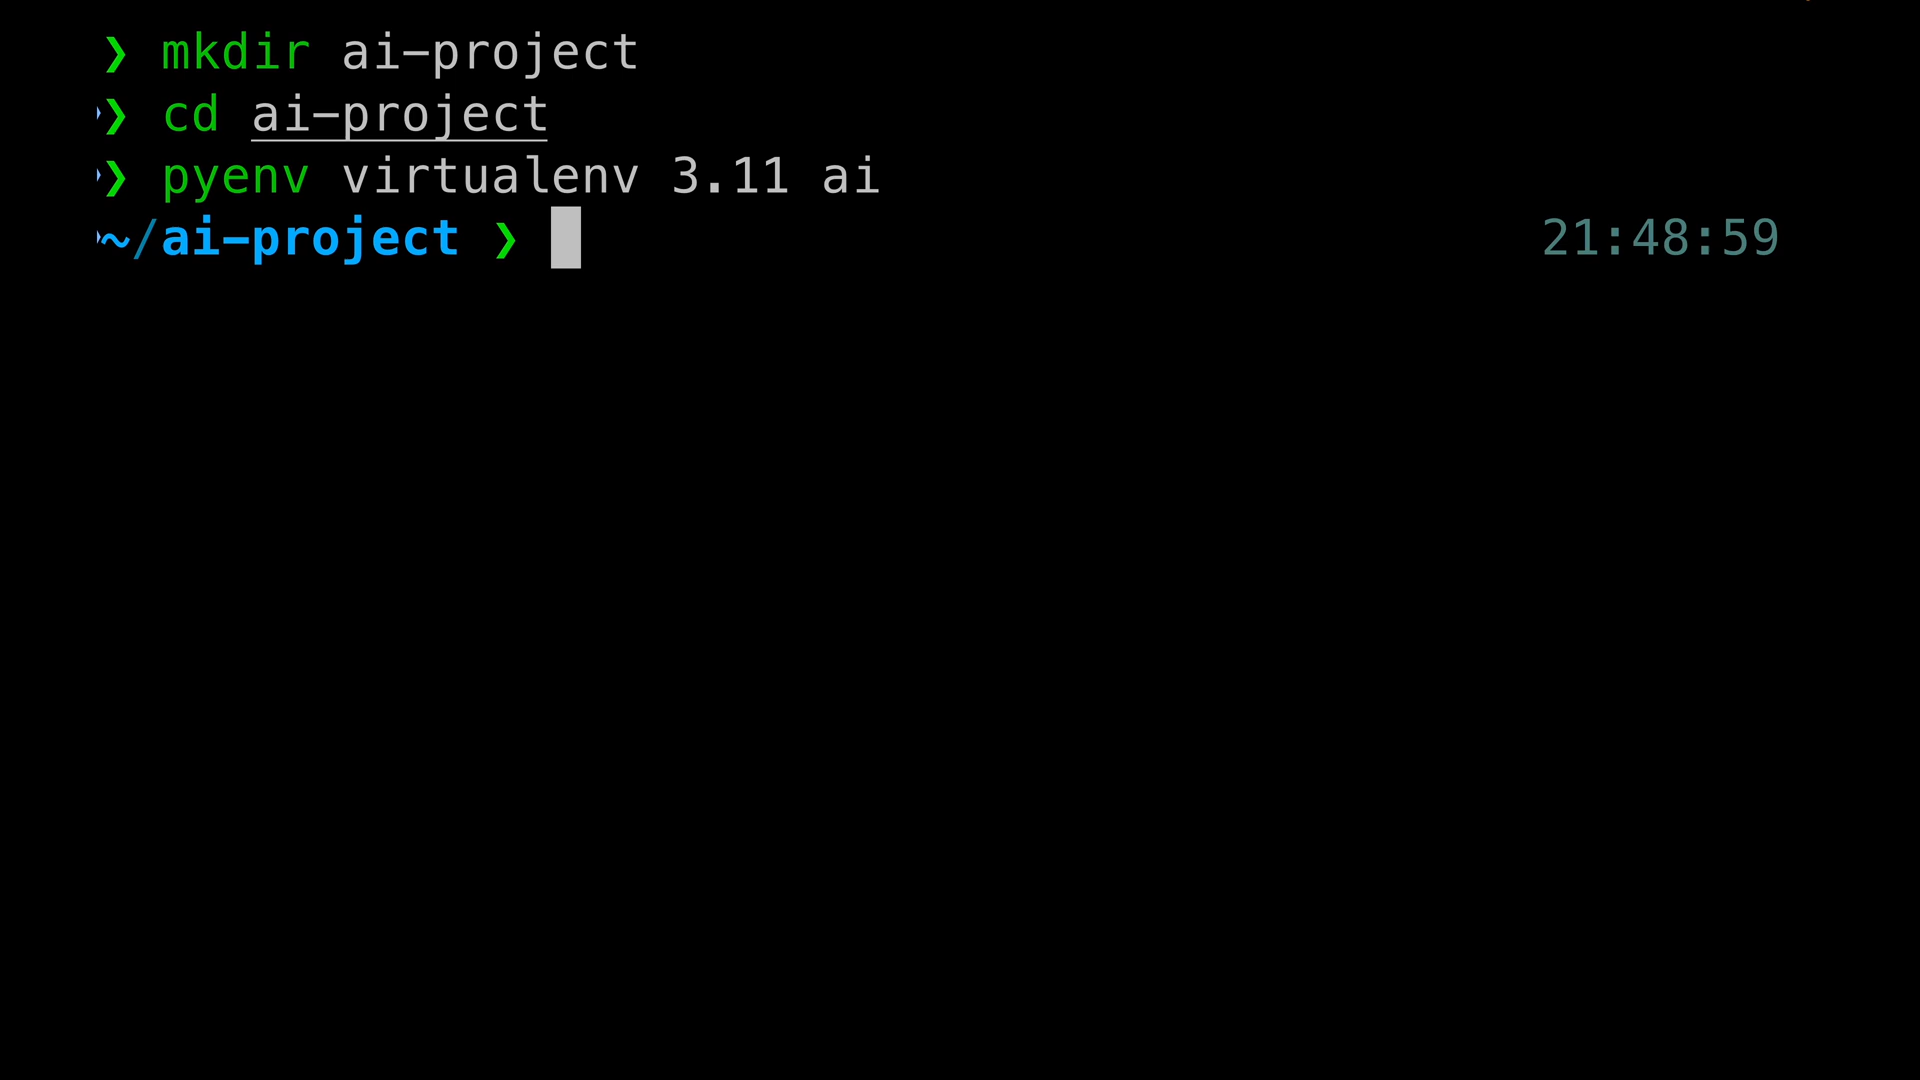 ❯ mkdir ai-project
❯ cd ai-project
❯ pyenv virtualenv 3.11 ai
~/ai-project ❯ 21:48:59